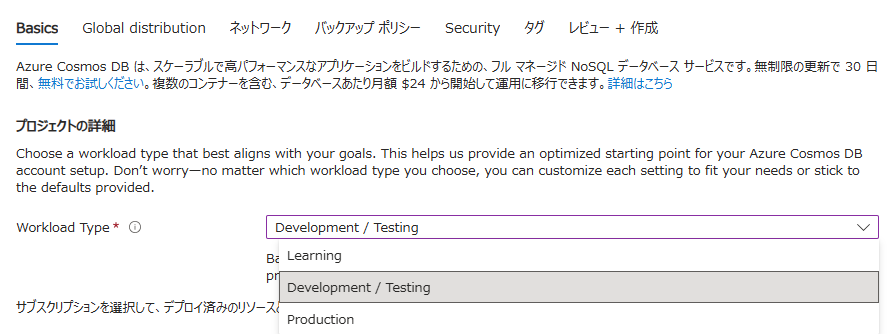 Basics Global distribution ネットワーク バックアップ ポリシー Security タグ レビュー + 作成
Azure Cosmos DB は、スケーラブルで高パフォーマンスなアプリケーションをビルドするための、フル マネージド NoSQL データベース サービスです。無制限の更新で 30 日
間、無料でお試しください。複数のコンテナーを含む、データベースあたり月額 $24 から開始して運用に移行できます。詳細はこちら
プロジェクトの詳細
Choose a workload type that best aligns with your goals. This helps us provide an optimized starting point for your Azure Cosmos DB
account setup. Don’t worry—no matter which workload type you choose, you can customize each setting to fit your needs or stick to
the defaults provided.
Workload Type * Development / Testing
Learning
Development / Testing
サブスクリプションを選択して、デプロイ済みのリソース
Production